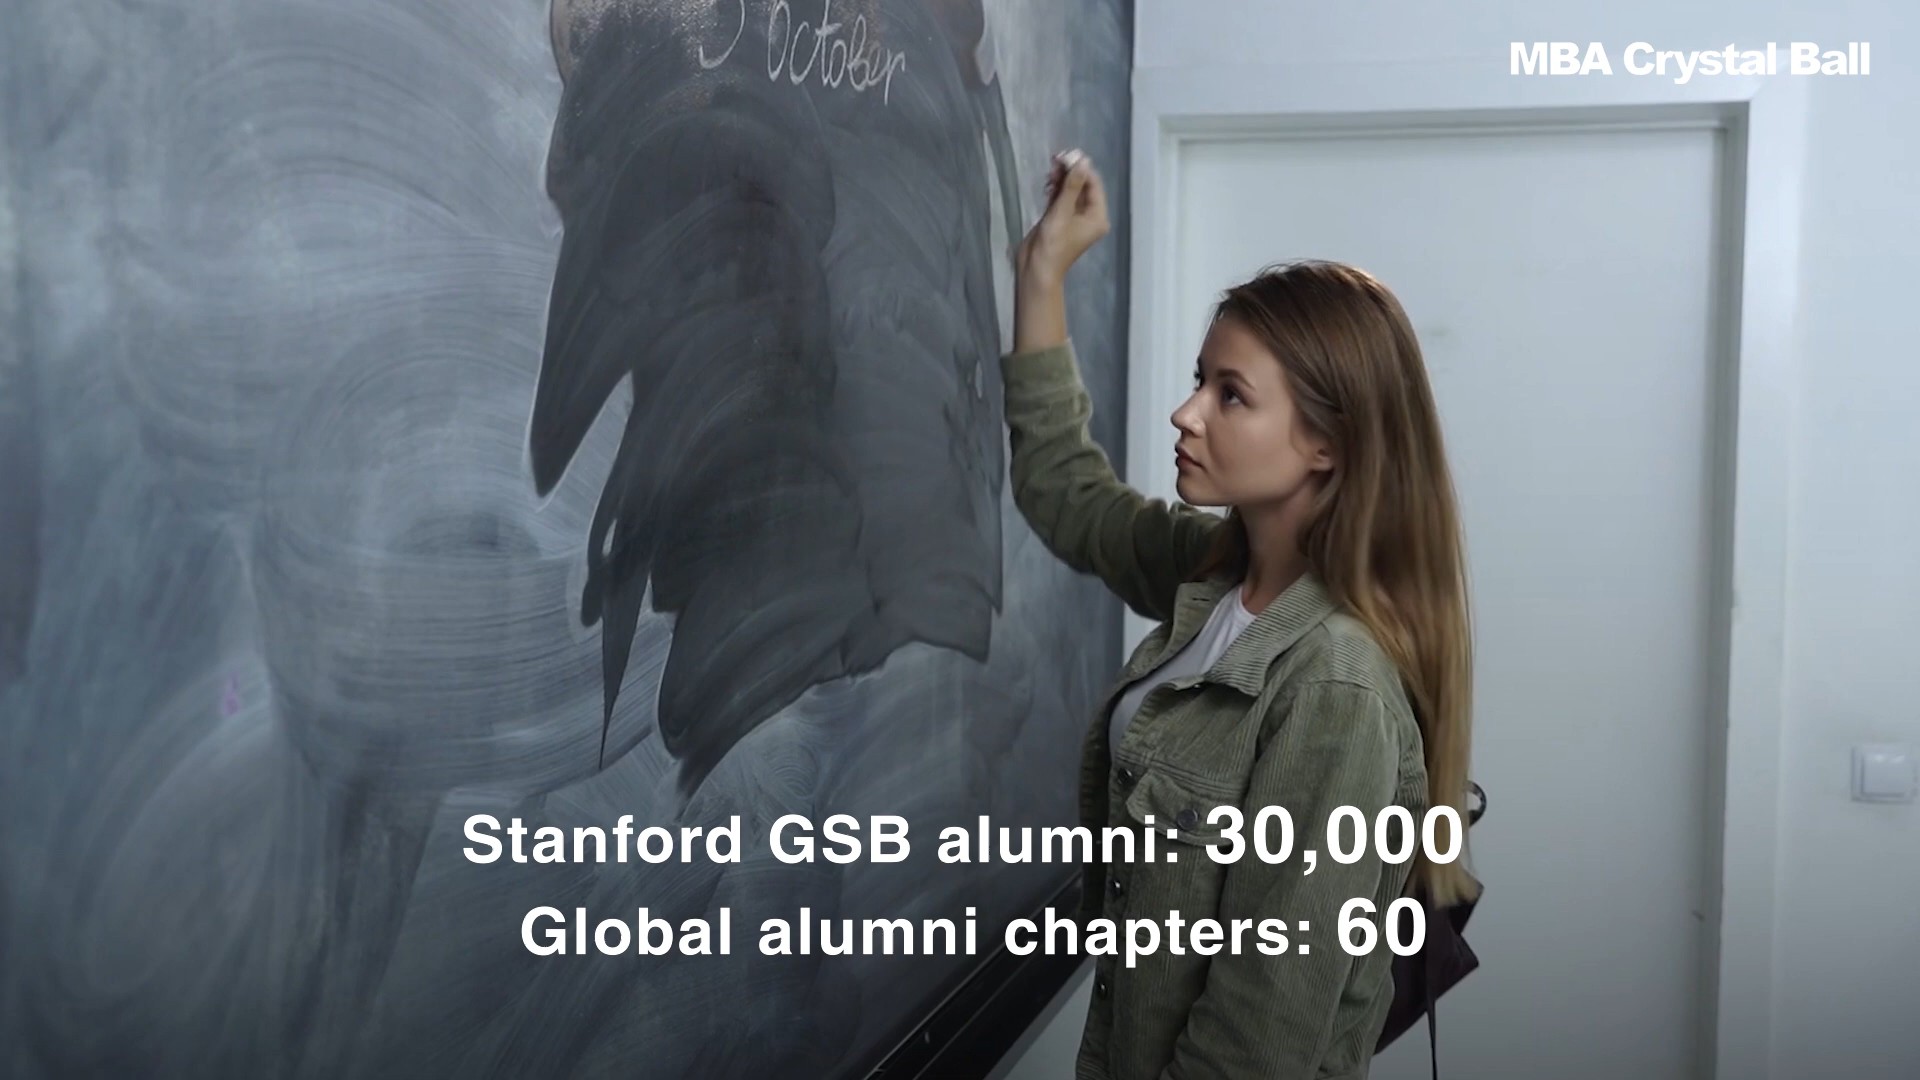 October
MBA Crystal Ball
Stanford GSB alumni: 30,000
Global alumni chapters: 60